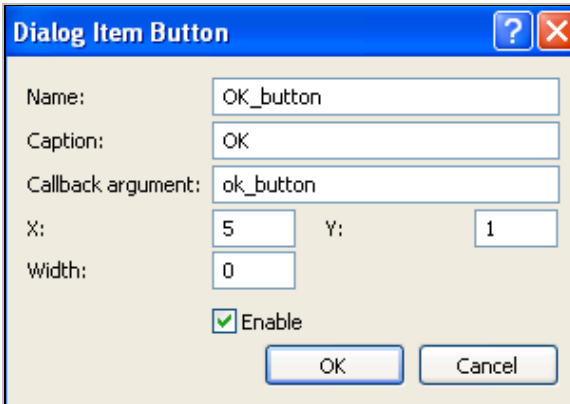 Dialog Item Button
Name: OK_button
Caption: OK
Callback argument: ok_button
X: 5 Y: 1
Width: 0
Enable
OK Cancel